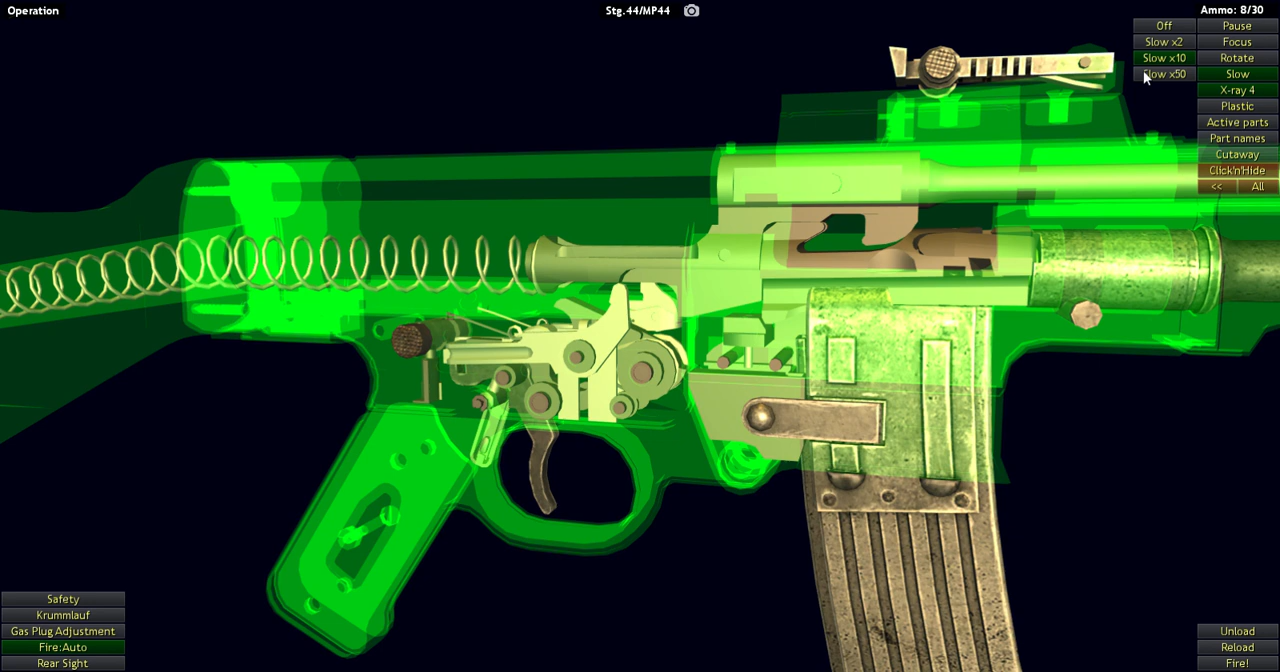 Operation
Stg.44/MP44
Ammo: 8/30
Off
Pause
Slow x2
Focus
Slow x10
Rotate
Slow x50
Slow
X-ray 4
Plastic
Active parts
Part names
Cutaway
Click'n'Hide
<< All
Safety
Krummlauf
Gas Plug Adjustment
Fire:Auto
Rear Sight
Unload
Reload
Fire!